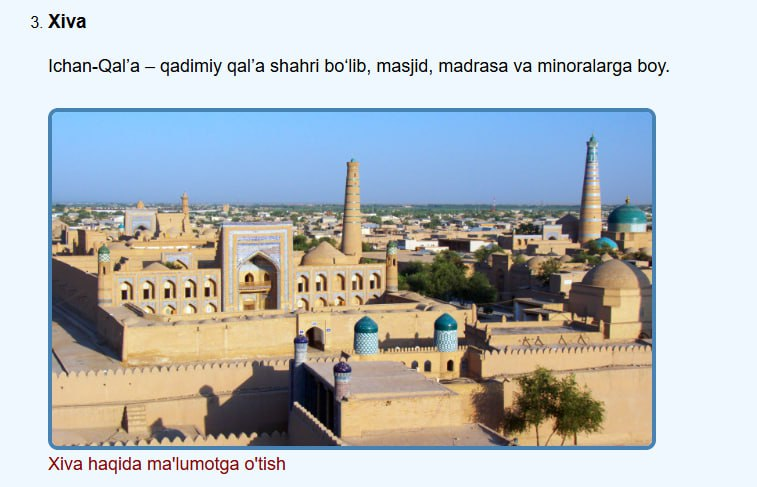 3. Xiva
Ichan-Qal’a – qadimiy qal’a shahri bo‘lib, masjid, madrasa va minoralarga boy.
Xiva haqida ma'lumotga o'tish